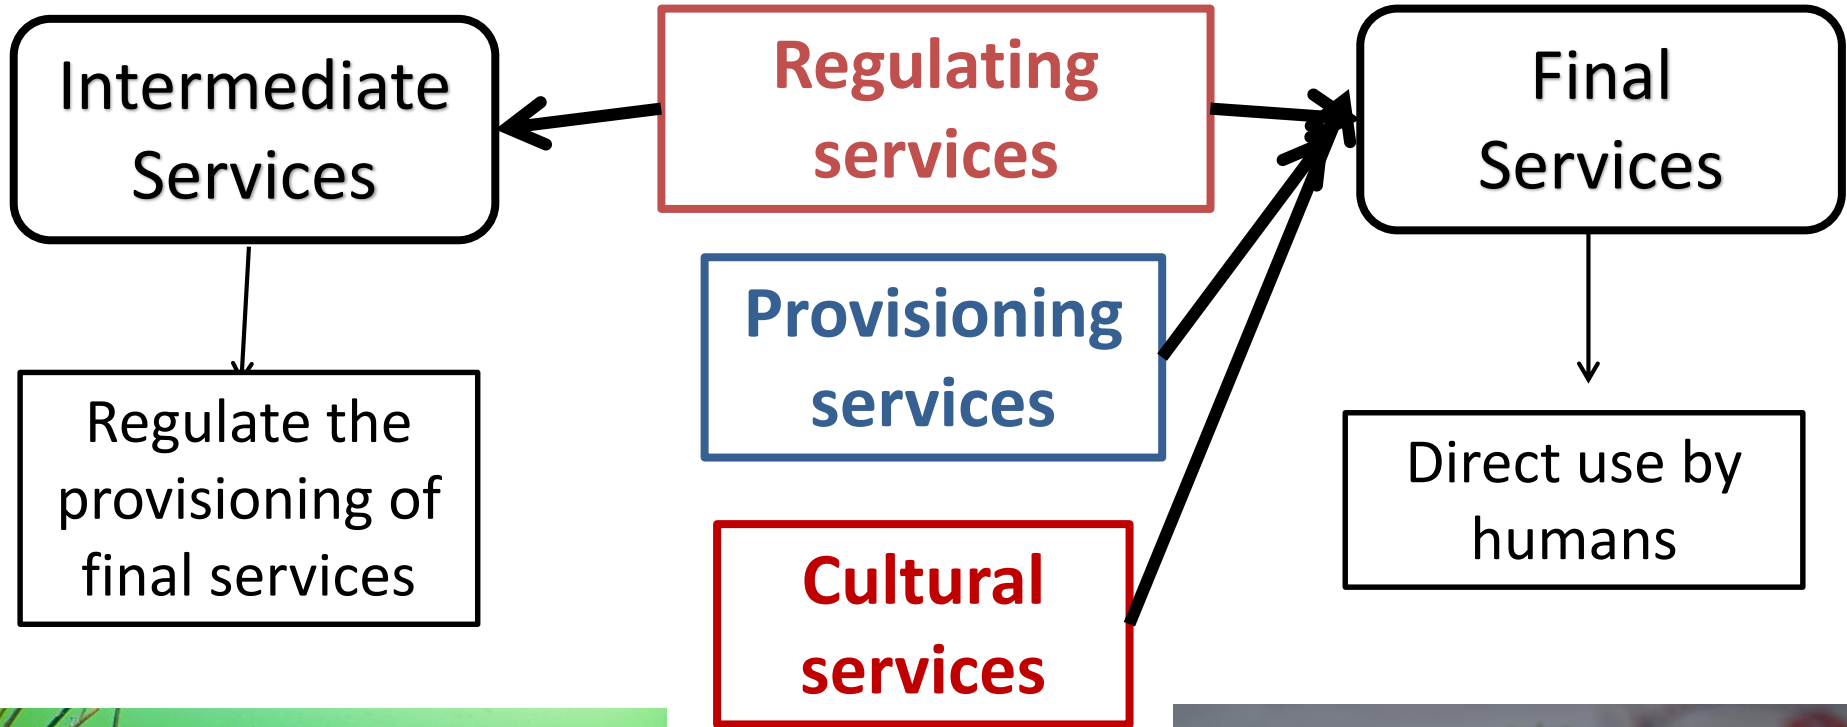 Intermediate
Services
Regulating
services
Final
Services
Provisioning
services
Regulate the
provisioning of
final services
Direct use by
humans
Cultural
services